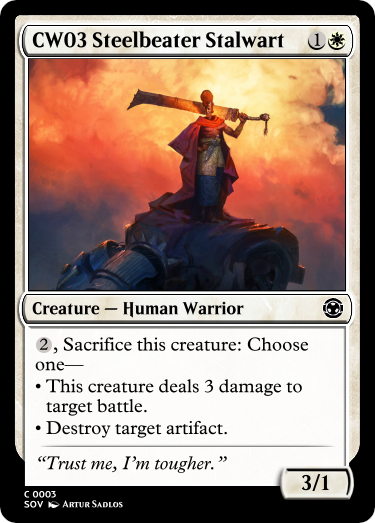 CW03 Steelbeater Stalwart 1
Creature — Human Warrior
2, Sacrifice this creature: Choose
one—
• This creature deals 3 damage to
target battle.
• Destroy target artifact.
“Trust me, I’m tougher.”
3/1
C 0003
SOV Artur Sadlos